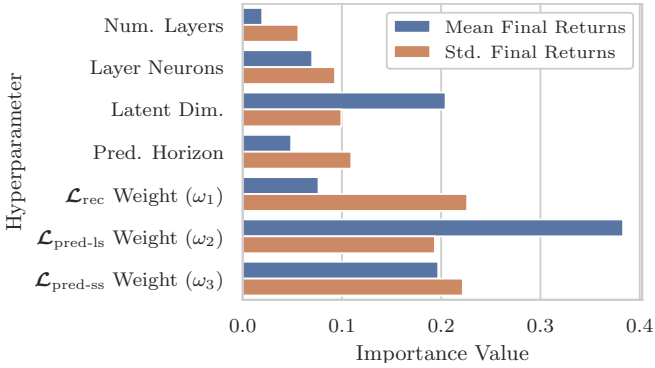 Hyperparameter
Num. Layers
Layer Neurons
Latent Dim.
Pred. Horizon
𝓛rec Weight (ω1)
𝓛pred-ls Weight (ω2)
𝓛pred-ss Weight (ω3)
Mean Final Returns
Std. Final Returns
0.0 0.1 0.2 0.3 0.4
Importance Value